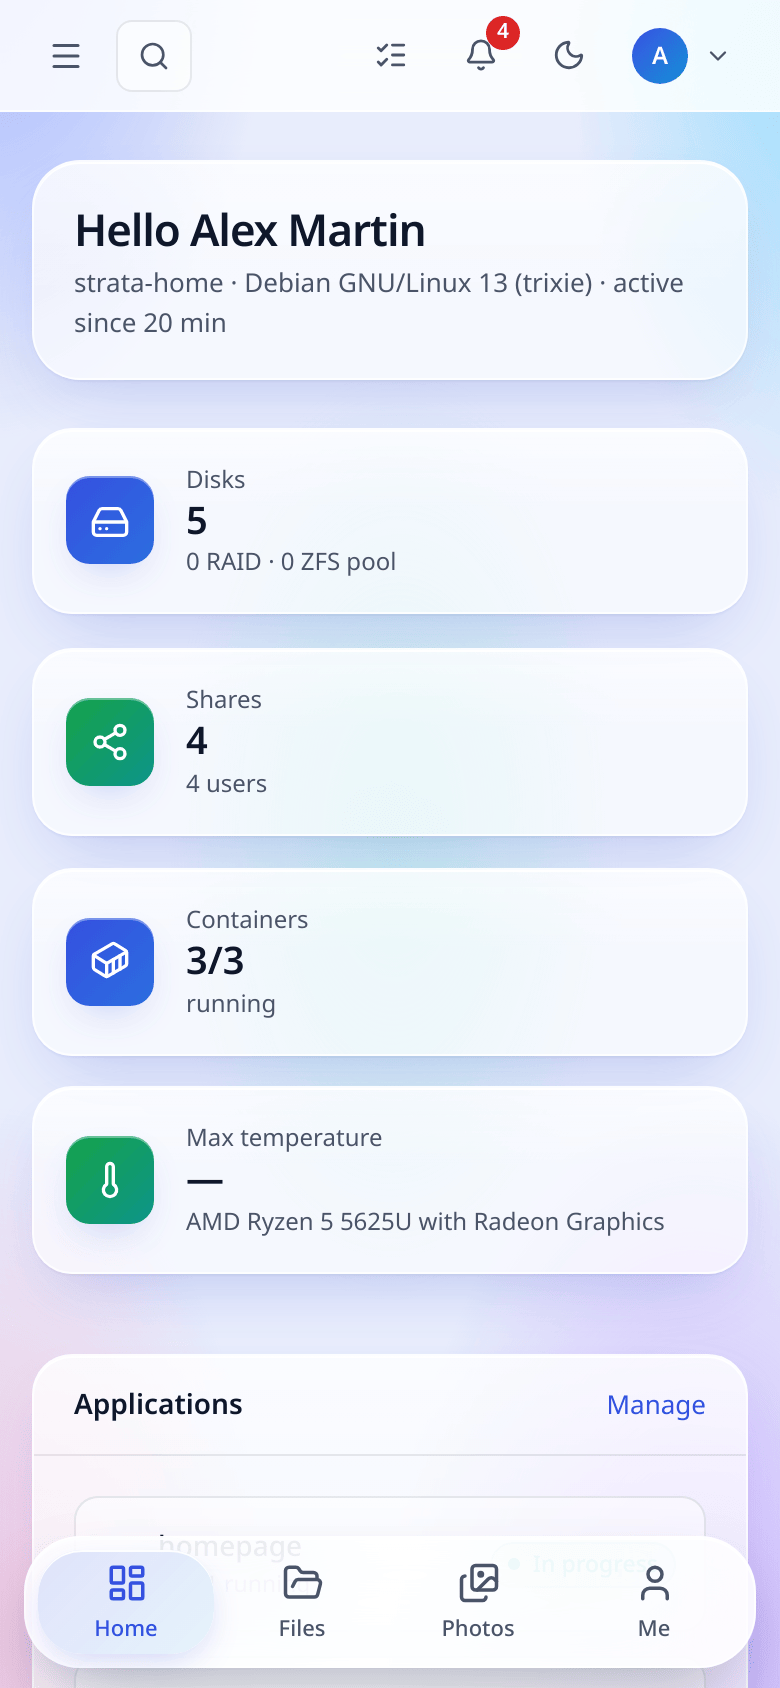 4
A
Hello Alex Martin
strata-home · Debian GNU/Linux 13 (trixie) · active
since 20 min
Disks
5
0 RAID · 0 ZFS pool
Shares
4
4 users
Containers
3/3
running
Max temperature
—
AMD Ryzen 5 5625U with Radeon Graphics
Applications
Manage
homepage
In progress
Home
Files
Photos
Me